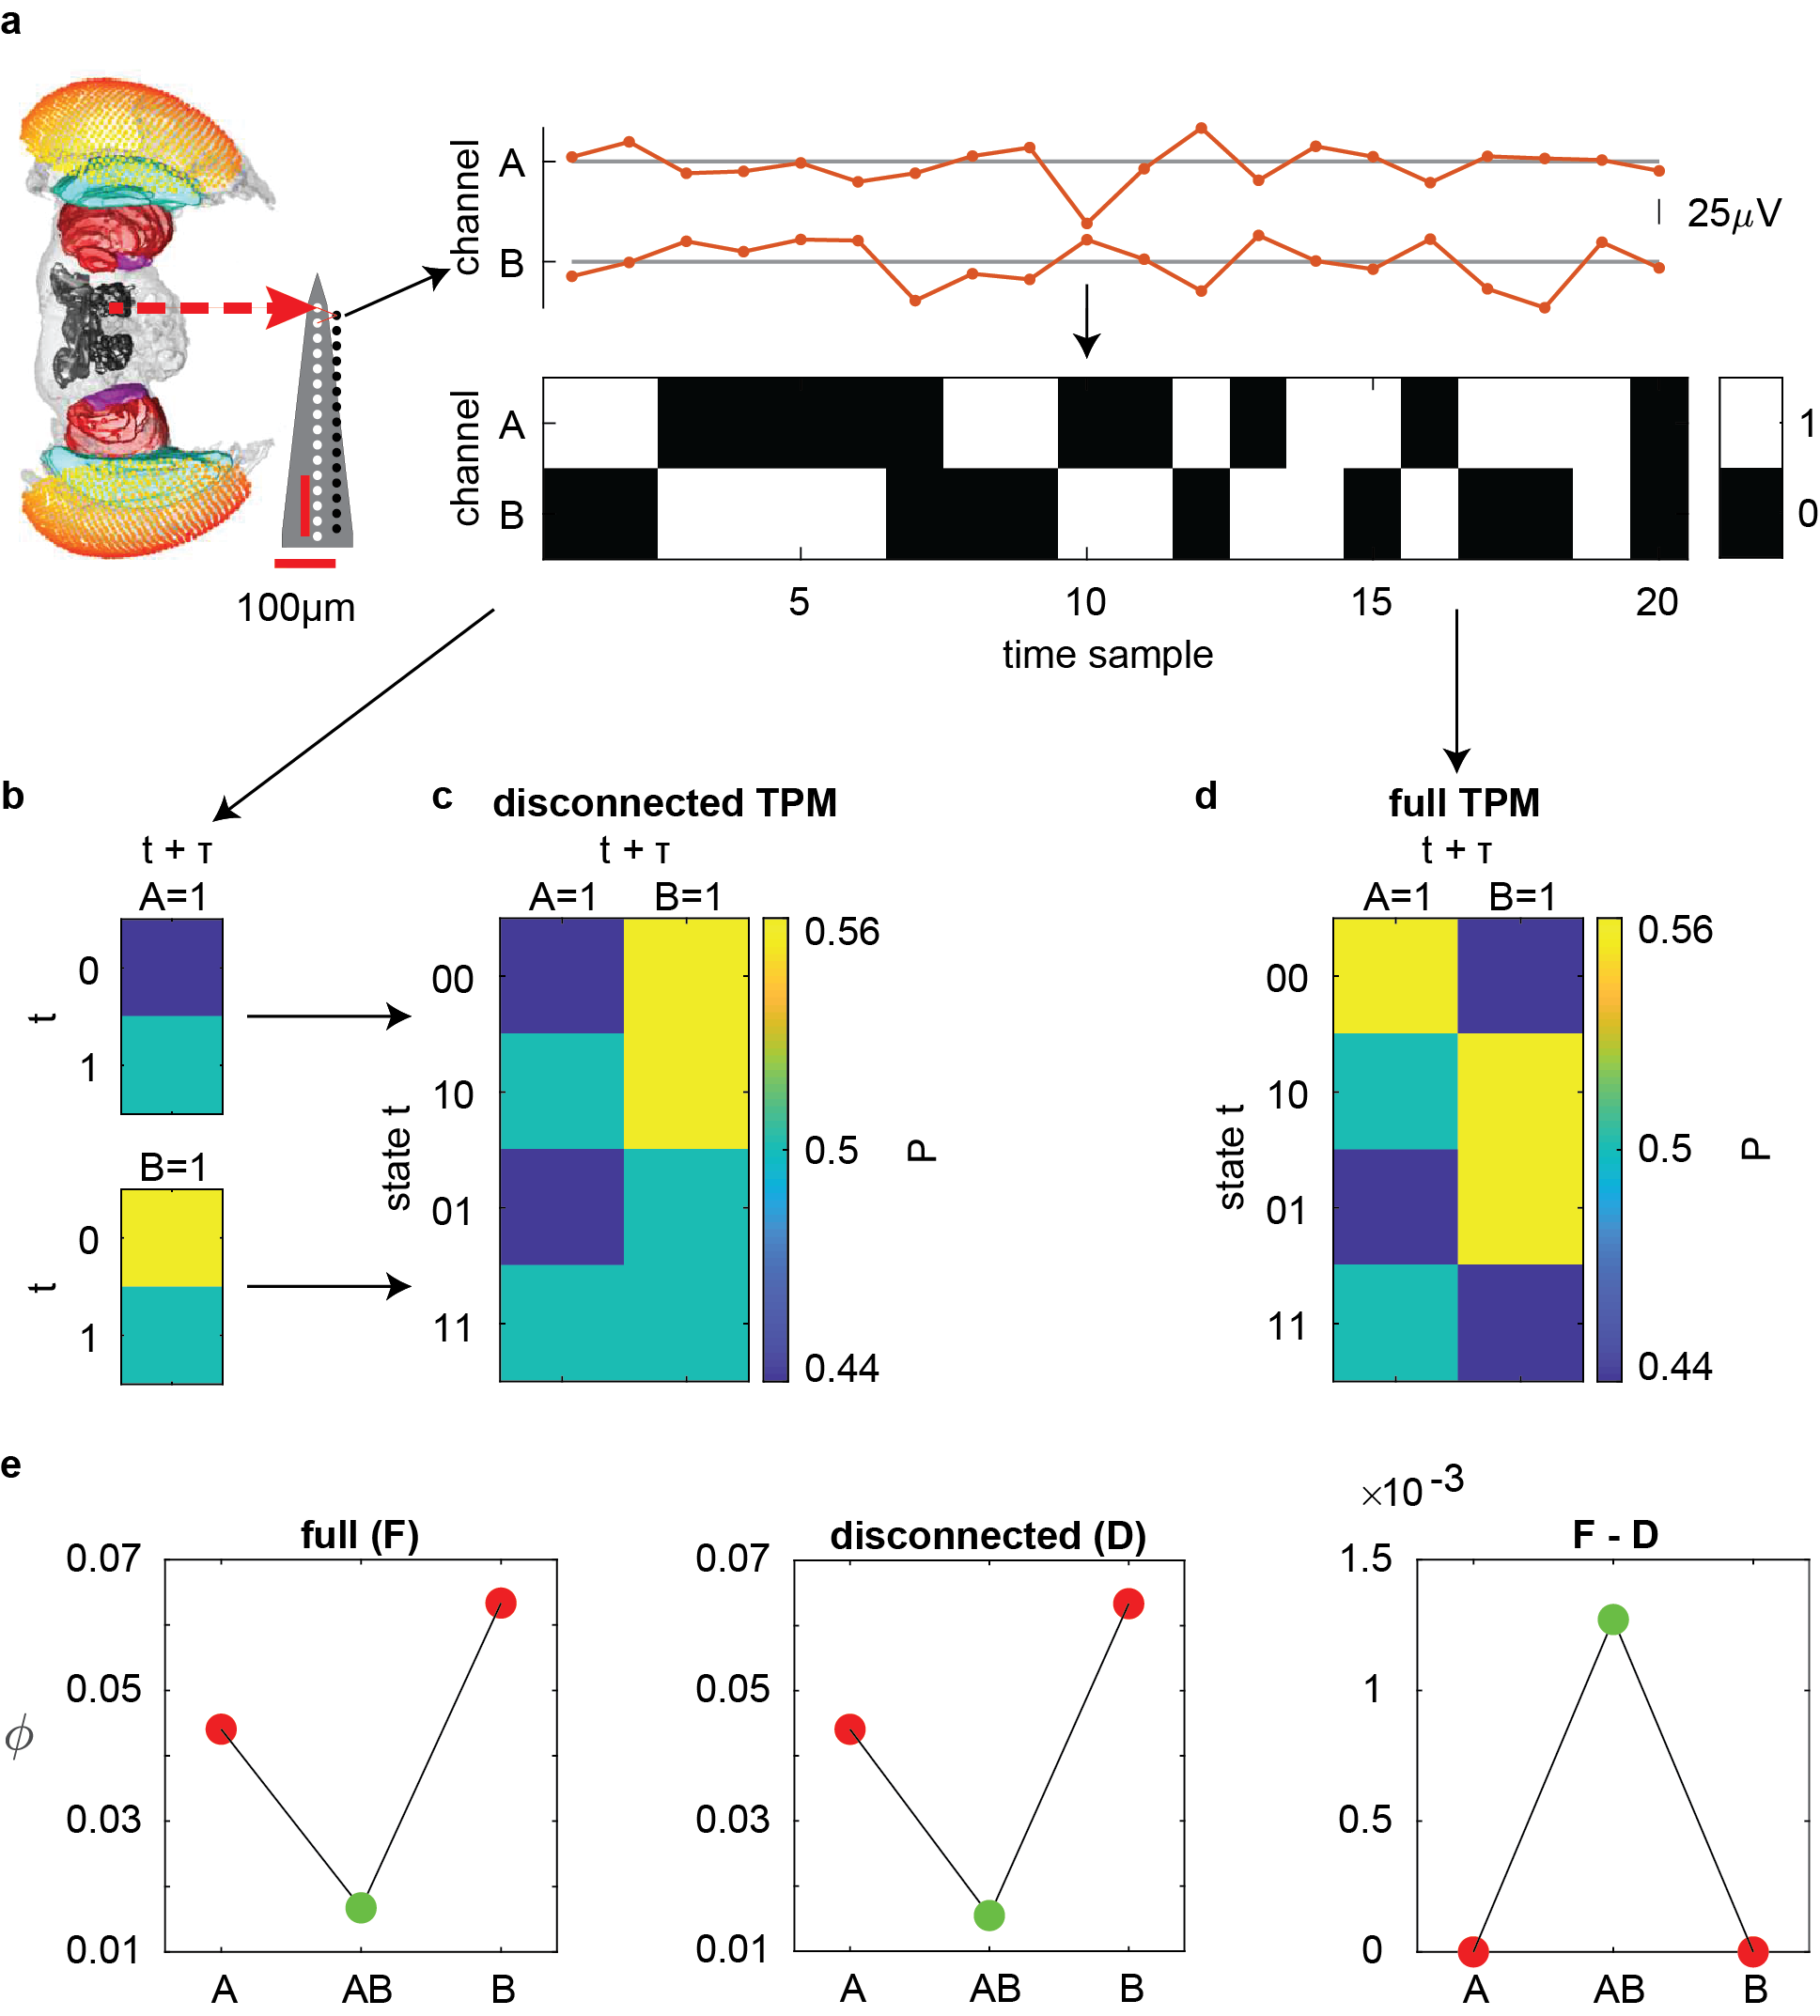 a
channel
A
B
25μV
channel
A
B
1
0
5 10 15 20
time sample
100μm
b
t + τ
A=1
t
0
1
B=1
t
0
1
c disconnected TPM
t + τ
A=1 B=1
state t
00
10
01
11
0.56
0.5
0.44
P
d full TPM
t + τ
A=1 B=1
state t
00
10
01
11
0.56
0.5
0.44
P
e
full (F)
ϕ
0.07
0.05
0.03
0.01
A AB B
disconnected (D)
0.07
0.05
0.03
0.01
A AB B
×10-3
F - D
1.5
1
0.5
0
A AB B